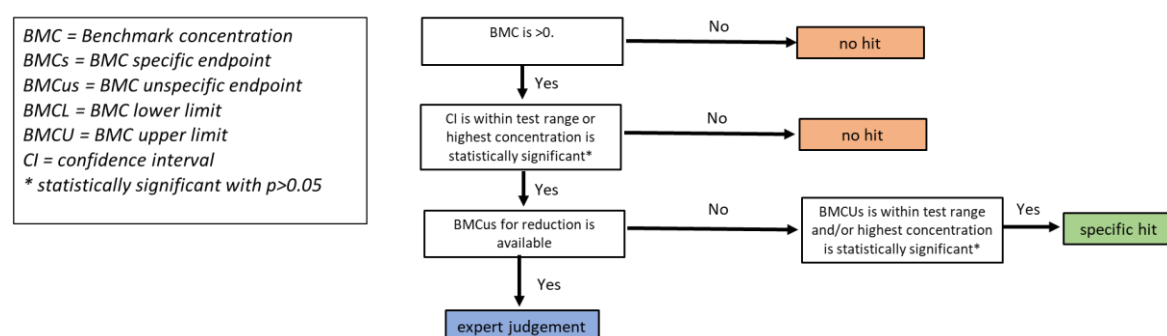 BMC = Benchmark concentration
BMCs = BMC specific endpoint
BMCus = BMC unspecific endpoint
BMCL = BMC lower limit
BMCU = BMC upper limit
CI = confidence interval
* statistically significant with p>0.05
BMC is >0.
No
no hit
Yes
CI is within test range or
highest concentration is
statistically significant*
No
no hit
Yes
BMCus for reduction is
available
No
BMCUs is within test range
and/or highest concentration
is statistically significant*
Yes
specific hit
Yes
expert judgement